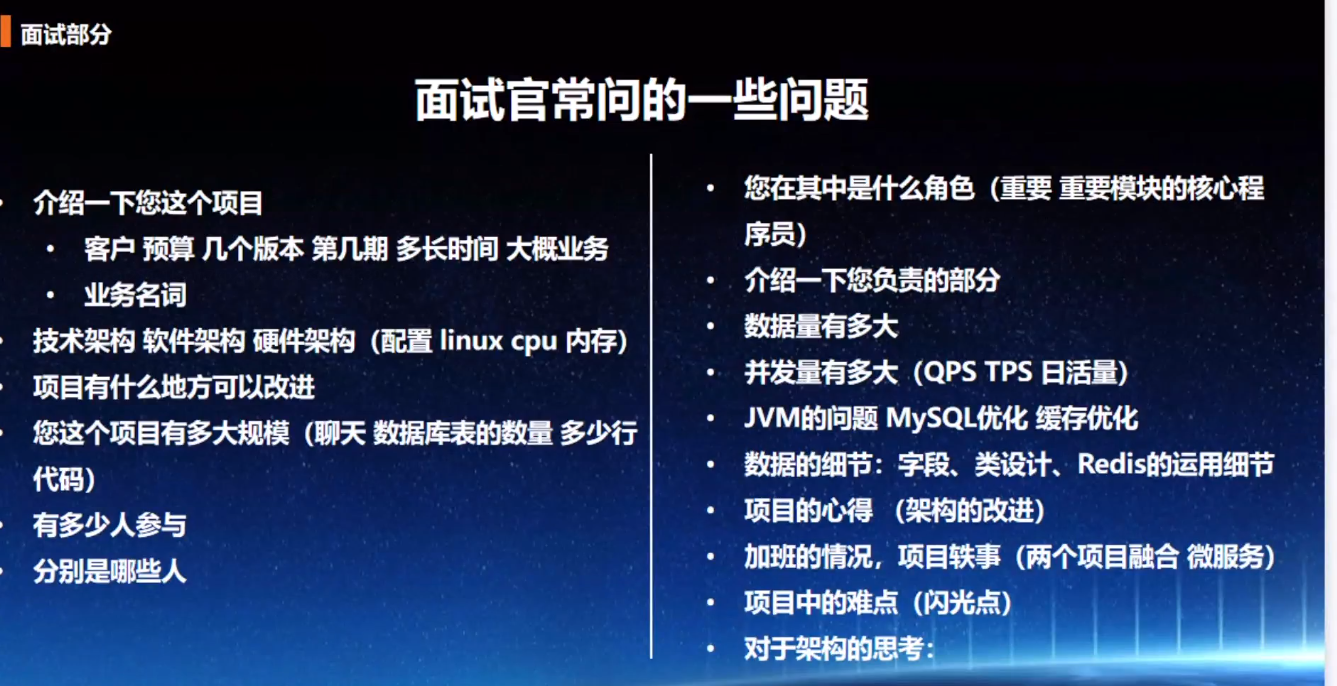 面试部分
面试官常问的一些问题
• 介绍一下您这个项目
• 客户 预算 几个版本 第几期 多长时间 大概业务
• 业务名词
• 技术架构 软件架构 硬件架构（配置 linux cpu 内存）
• 项目有什么地方可以改进
• 您这个项目有多大规模（聊天 数据库表的数量 多少行
代码）
• 有多少人参与
• 分别是哪些人
• 您在其中是什么角色（重要 重要模块的核心程
序员）
• 介绍一下您负责的部分
• 数据量有多大
• 并发量有多大（QPS TPS 日活量）
• JVM的问题 MySQL优化 缓存优化
• 数据的细节：字段、类设计、Redis的运用细节
• 项目的心得 （架构的改进）
• 加班的情况，项目轶事（两个项目融合 微服务）
• 项目中的难点（闪光点）
• 对于架构的思考：